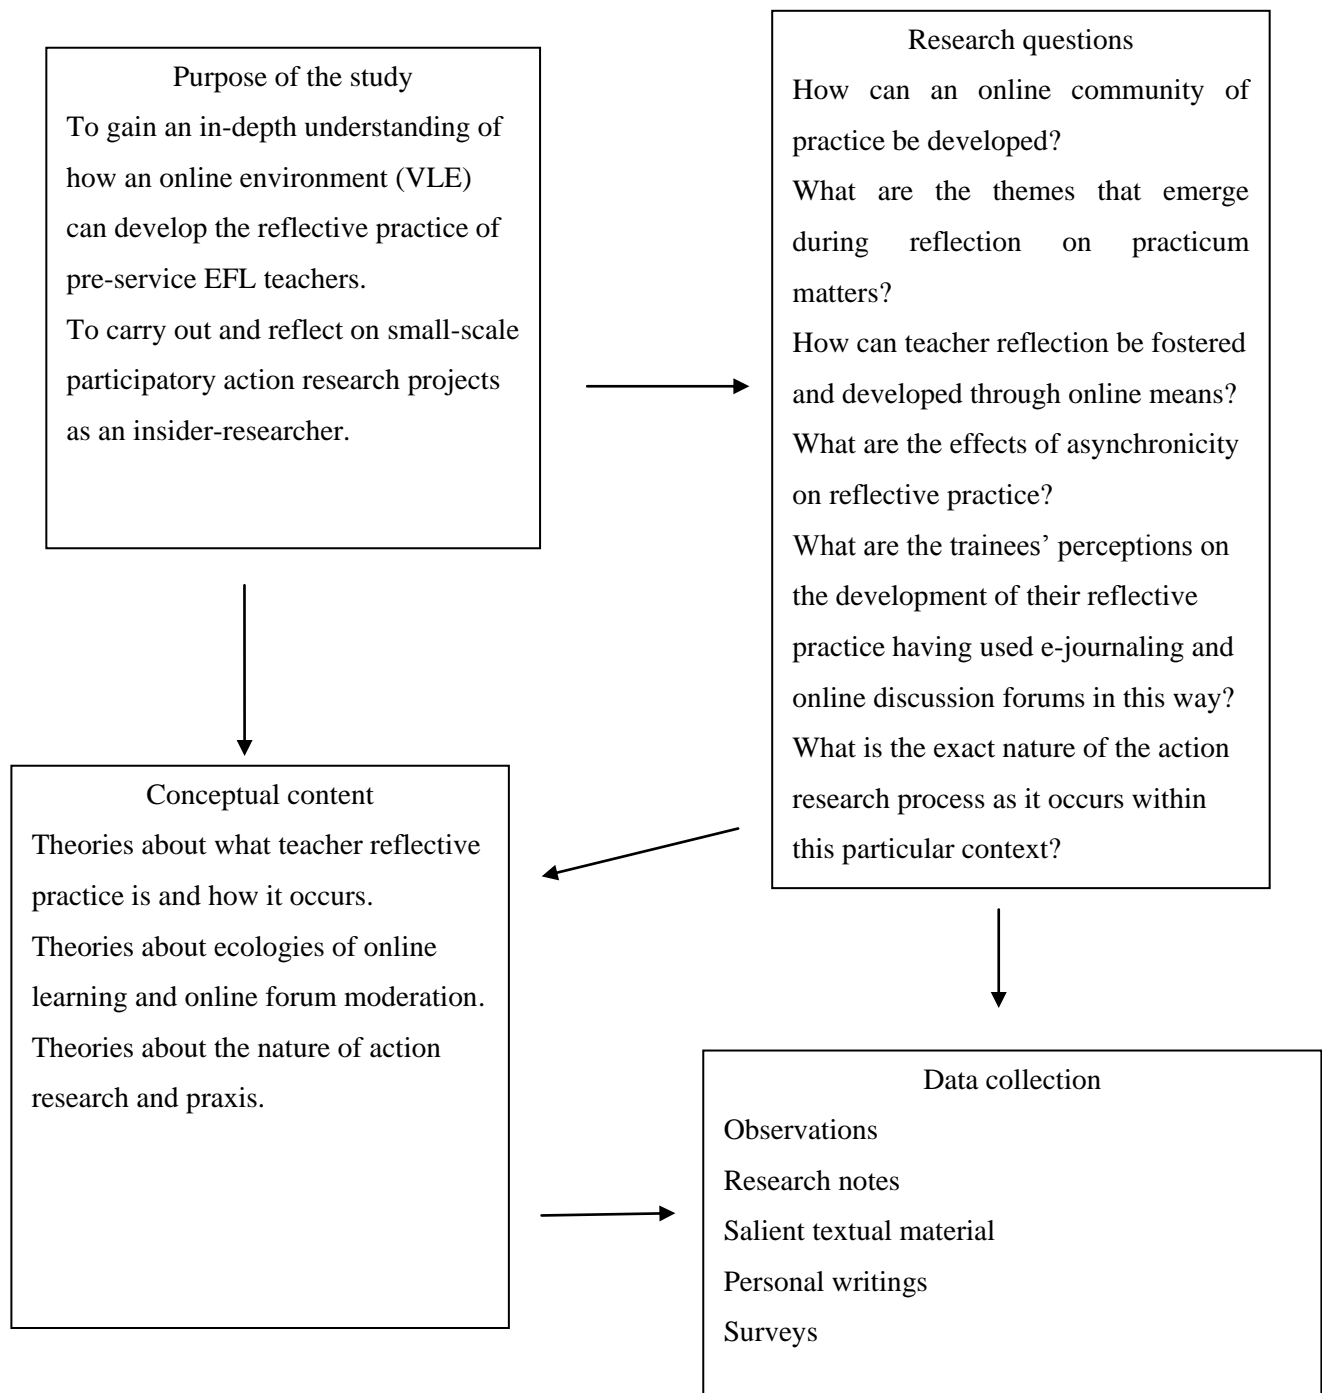 Purpose of the study
To gain an in-depth understanding of
how an online environment (VLE)
can develop the reflective practice of
pre-service EFL teachers.
To carry out and reflect on small-scale
participatory action research projects
as an insider-researcher.
Research questions
How can an online community of
practice be developed?
What are the themes that emerge
during reflection on practicum
matters?
How can teacher reflection be fostered
and developed through online means?
What are the effects of asynchronicity
on reflective practice?
What are the trainees’ perceptions on
the development of their reflective
practice having used e-journaling and
online discussion forums in this way?
What is the exact nature of the action
research process as it occurs within
this particular context?
Conceptual content
Theories about what teacher reflective
practice is and how it occurs.
Theories about ecologies of online
learning and online forum moderation.
Theories about the nature of action
research and praxis.
Data collection
Observations
Research notes
Salient textual material
Personal writings
Surveys